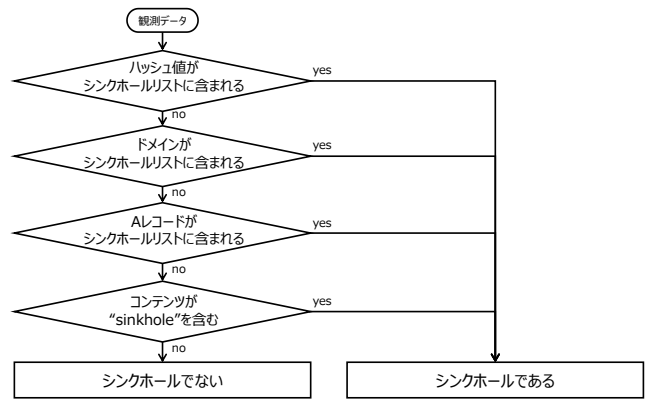 観測データ
ハッシュ値が
シンクホールリストに含まれる
yes
no
ドメインが
シンクホールリストに含まれる
yes
no
Aレコードが
シンクホールリストに含まれる
yes
no
コンテンツが
“sinkhole”を含む
yes
no
シンクホールでない
シンクホールである